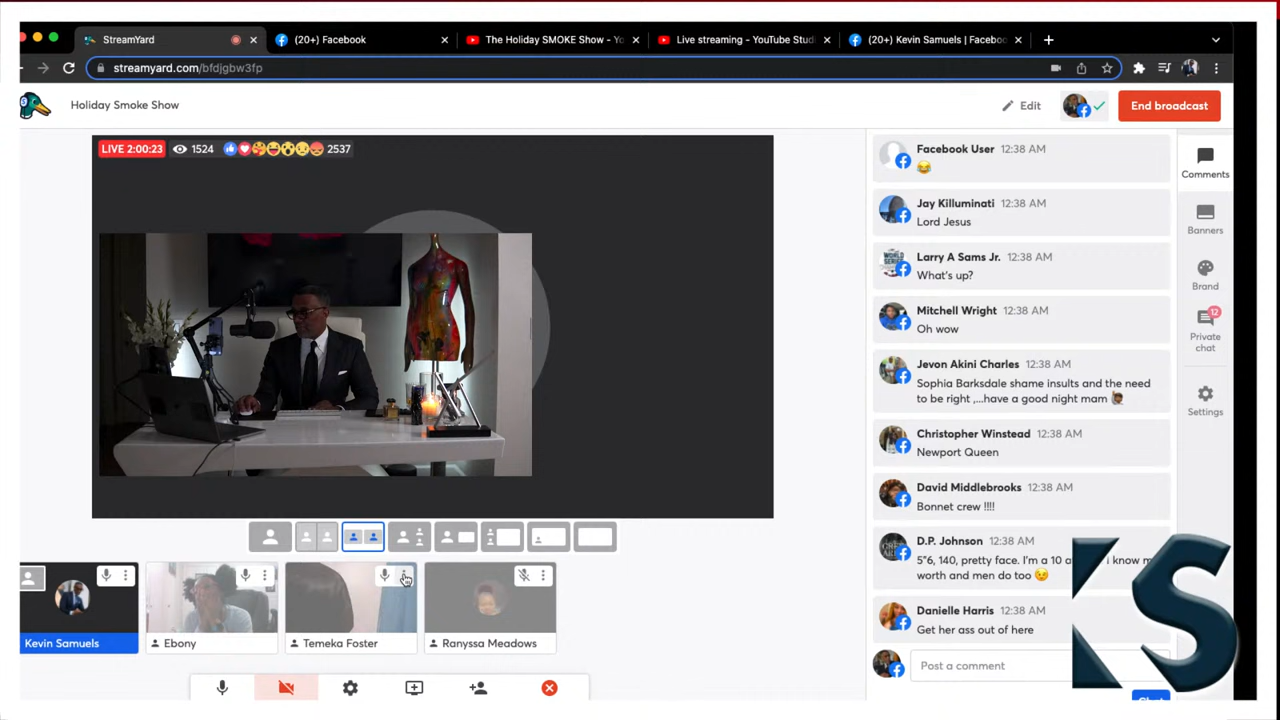 StreamYard
(20+) Facebook
The Holiday SMOKE Show - Yo
Live streaming - YouTube Studi
(20+) Kevin Samuels | Faceboo
streamyard.com/bfdjgbw3fp
Holiday Smoke Show
Edit
End broadcast
LIVE 2:00:23 1524 2537
Facebook User 12:38 AM
😂
Jay Killuminati 12:38 AM
Lord Jesus
Larry A Sams Jr. 12:38 AM
What's up?
Mitchell Wright 12:38 AM
Oh wow
Jevon Akini Charles 12:38 AM
Sophia Barksdale shame insults and the need
to be right ,...have a good night mam
Christopher Winstead 12:38 AM
Newport Queen
David Middlebrooks 12:38 AM
Bonnet crew !!!!
D.P. Johnson 12:38 AM
5"6, 140, pretty face. I'm a 10 a I know m
worth and men do too 😉
Danielle Harris 12:38 AM
Get her ass out of here
Post a comment
Comments
Banners
Brand
12
Private
chat
Settings
Kevin Samuels
Ebony
Temeka Foster
Ranyssa Meadows
KS